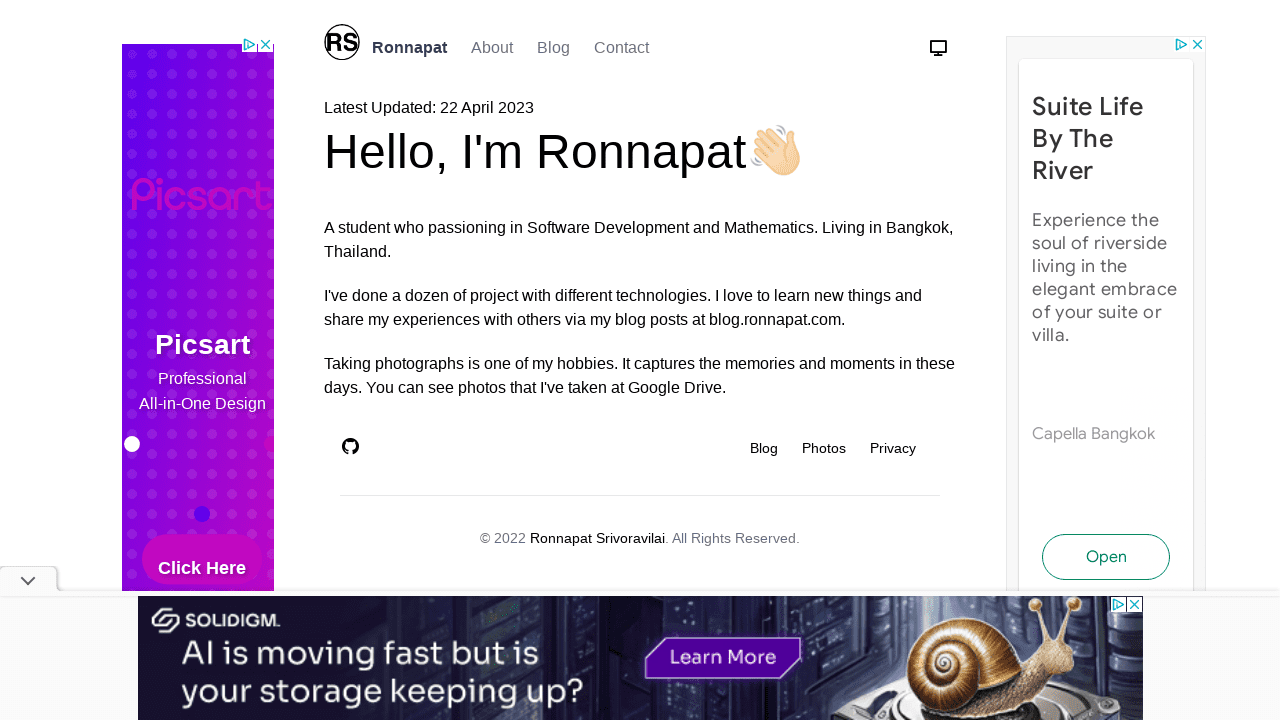 RS
Ronnapat
About
Blog
Contact
Latest Updated: 22 April 2023
Hello, I'm Ronnapat👋🏼
A student who passioning in Software Development and Mathematics. Living in Bangkok,
Thailand.
I've done a dozen of project with different technologies. I love to learn new things and
share my experiences with others via my blog posts at blog.ronnapat.com.
Taking photographs is one of my hobbies. It captures the memories and moments in these
days. You can see photos that I've taken at Google Drive.
Blog
Photos
Privacy
© 2022 Ronnapat Srivoravilai. All Rights Reserved.
Picsart
Picsart
Professional
All-in-One Design
Click Here
Suite Life
By The
River
Experience the
soul of riverside
living in the
elegant embrace
of your suite or
villa.
Capella Bangkok
Open
SOLIDIGM
AI is moving fast but is
your storage keeping up?
Learn More